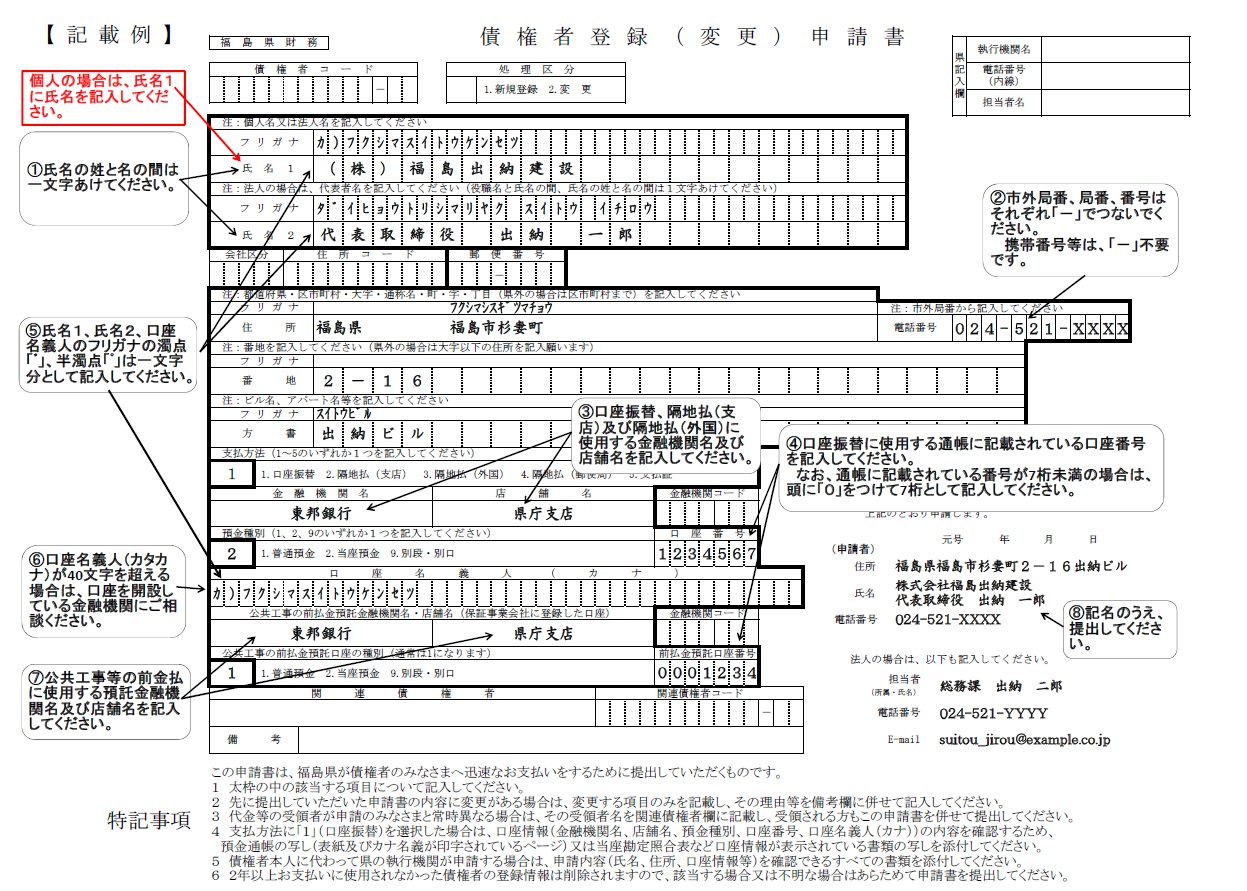 【 記 載 例 】
福 島 県 財 務
債 権 者 登 録 （ 変 更 ） 申 請 書
債 権 者 コ ー ド
－
処 理 区 分
1.新規登録 2.変 更
県記入欄
執行機関名
電話番号
（内線）
担当者名
個人の場合は、氏名１
に氏名を記入してくだ
さい。
①氏名の姓と名の間は
一文字あけてください。
注：個人名又は法人名を記入してください
フ リ ガ ナ
カ)フクシマスイトウケンセツ
氏 名 １
（ 株 ） 福 島 出 納 建 設
注：法人の場合は、代表者名を記入してください（役職名と氏名の間、氏名の姓と名の間は１文字あけてください）
フ リ ガ ナ
ダイヒョウトリシマリヤク スイトウ イチロウ
氏 名 ２
代 表 取 締 役 出 納 一 郎
会社区分
住 所 コ ー ド
郵 便 番 号
－
②市外局番、局番、番号は
それぞれ「－」でつないでく
ださい。
携帯番号等は、「－」不要
です。
注：都道府県・区市町村・大字・通称名・町・字・丁目（県外の場合は区市町村まで）を記入してください
フ リ ガ ナ
フクシマシスギツマチョウ
住 所
福島県 福島市杉妻町
注：市外局番から記入してください
電話番号
024-521-XXXX
⑤氏名１、氏名２、口座
名義人のフリガナの濁点
「ﾞ」、半濁点「ﾟ」は一文字
分として記入してください。
注：番地を記入してください（県外の場合は大字以下の住所を記入願います）
フ リ ガ ナ
番 地
２ － １ ６
注：ビル名、アパート名等を記入してください
フ リ ガ ナ
スイトウビル
方 書
出 納 ビ ル
③口座振替、隔地払（支
店）及び隔地払（外国）に
使用する金融機関名及び
店舗名を記入してください。
④口座振替に使用する通帳に記載されている口座番号
を記入してください。
なお、通帳に記載されている番号が７桁未満の場合は、
頭に「０」をつけて７桁として記入してください。
支払方法（1～5のいずれか１つを記入してください）
1
1.口座振替 2.隔地払（支店） 3.隔地払（外国） 4.隔地払（郵便局） 5.支払証
金 融 機 関 名
店 舗 名
金融機関コード
東邦銀行
県庁支店
預金種別（1、2、9のいずれか１つを記入してください）
口 座 番 号
2
1.普通預金 2.当座預金 9.別段・別口
1234567
口 座 名 義 人 （ カ ナ ）
カ)フクシマスイトウケンセツ
⑥口座名義人（カタカ
ナ）が40文字を超える
場合は、口座を開設し
ている金融機関にご相
談ください。
公共工事の前払金預託金融機関名・店舗名（保証事業会社に登録した口座）
金融機関コード
東邦銀行
県庁支店
公共工事の前払金預託口座の種別（通常は1になります）
前払金預託口座番号
1
1.普通預金 2.当座預金 9.別段・別口
0001234
⑦公共工事等の前金払
に使用する預託金融機
関名及び店舗名を記入
してください。
関 連 債 権 者
関連債権者コード
－
備 考
上記のとおり申請します。
元号 年 月 日
（申請者）
住所
福島県福島市杉妻町２－１６出納ビル
氏名
株式会社福島出納建設
代表取締役 出納 一郎
電話番号
024-521-XXXX
⑧記名のうえ、
提出してくださ
い。
法人の場合は、以下も記入してください。
担当者
（所属・氏名）
総務課 出納 二郎
電話番号
024-521-YYYY
E-mail
suitou_jirou@example.co.jp
特記事項
この申請書は、福島県が債権者のみなさまへ迅速なお支払いをするために提出していただくものです。
１ 太枠の中の該当する項目について記入してください。
２ 先に提出していただいた申請書の内容に変更がある場合は、変更する項目のみを記載し、その理由等を備考欄に併せて記入してください。
３ 代金等の受領者が申請のみなさまと常時異なる場合は、その受領者名を関連債権者欄に記載し、受領される方もこの申請書を併せて提出してください。
４ 支払方法に「１」（口座振替）を選択した場合は、口座情報（金融機関名、店舗名、預金種別、口座番号、口座名義人（カナ））の内容を確認するため、
預金通帳の写し（表紙及びカナ名義が印字されているページ）又は当座勘定照合表など口座情報が表示されている書類の写しを添付してください。
５ 債権者本人に代わって県の執行機関が申請する場合は、申請内容（氏名、住所、口座情報等）を確認できるすべての書類を添付してください。
６ ２年以上お支払いに使用されなかった債権者の登録情報は削除されますので、該当する場合又は不明な場合はあらためて申請書を提出してください。